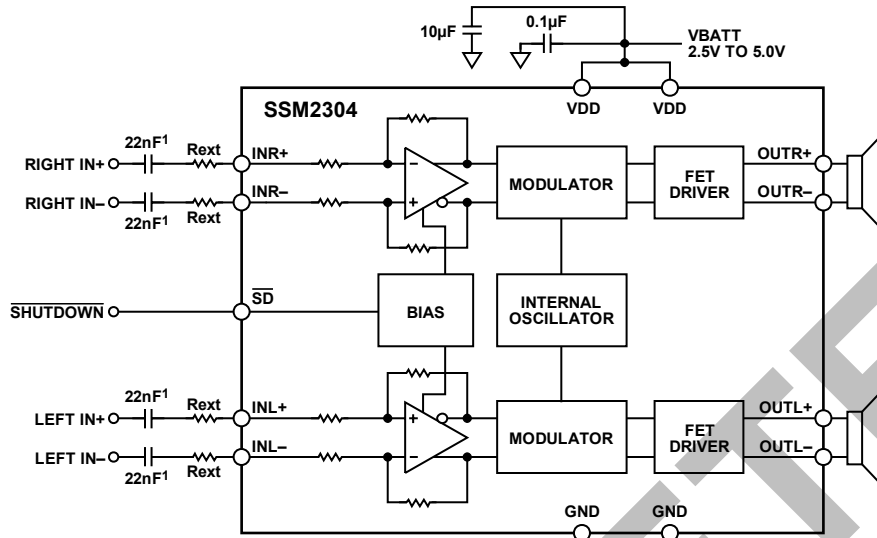 10µF
0.1µF
VBATT
2.5V TO 5.0V
SSM2304
VDD
VDD
22nF1
Rext
RIGHT IN+
INR+
OUTR+
MODULATOR
FET
DRIVER
RIGHT IN–
INR–
OUTR–
22nF1
Rext
SHUTDOWN
SD
BIAS
INTERNAL
OSCILLATOR
22nF1
Rext
LEFT IN+
INL+
OUTL+
MODULATOR
FET
DRIVER
LEFT IN–
INL–
OUTL–
22nF1
Rext
GND
GND